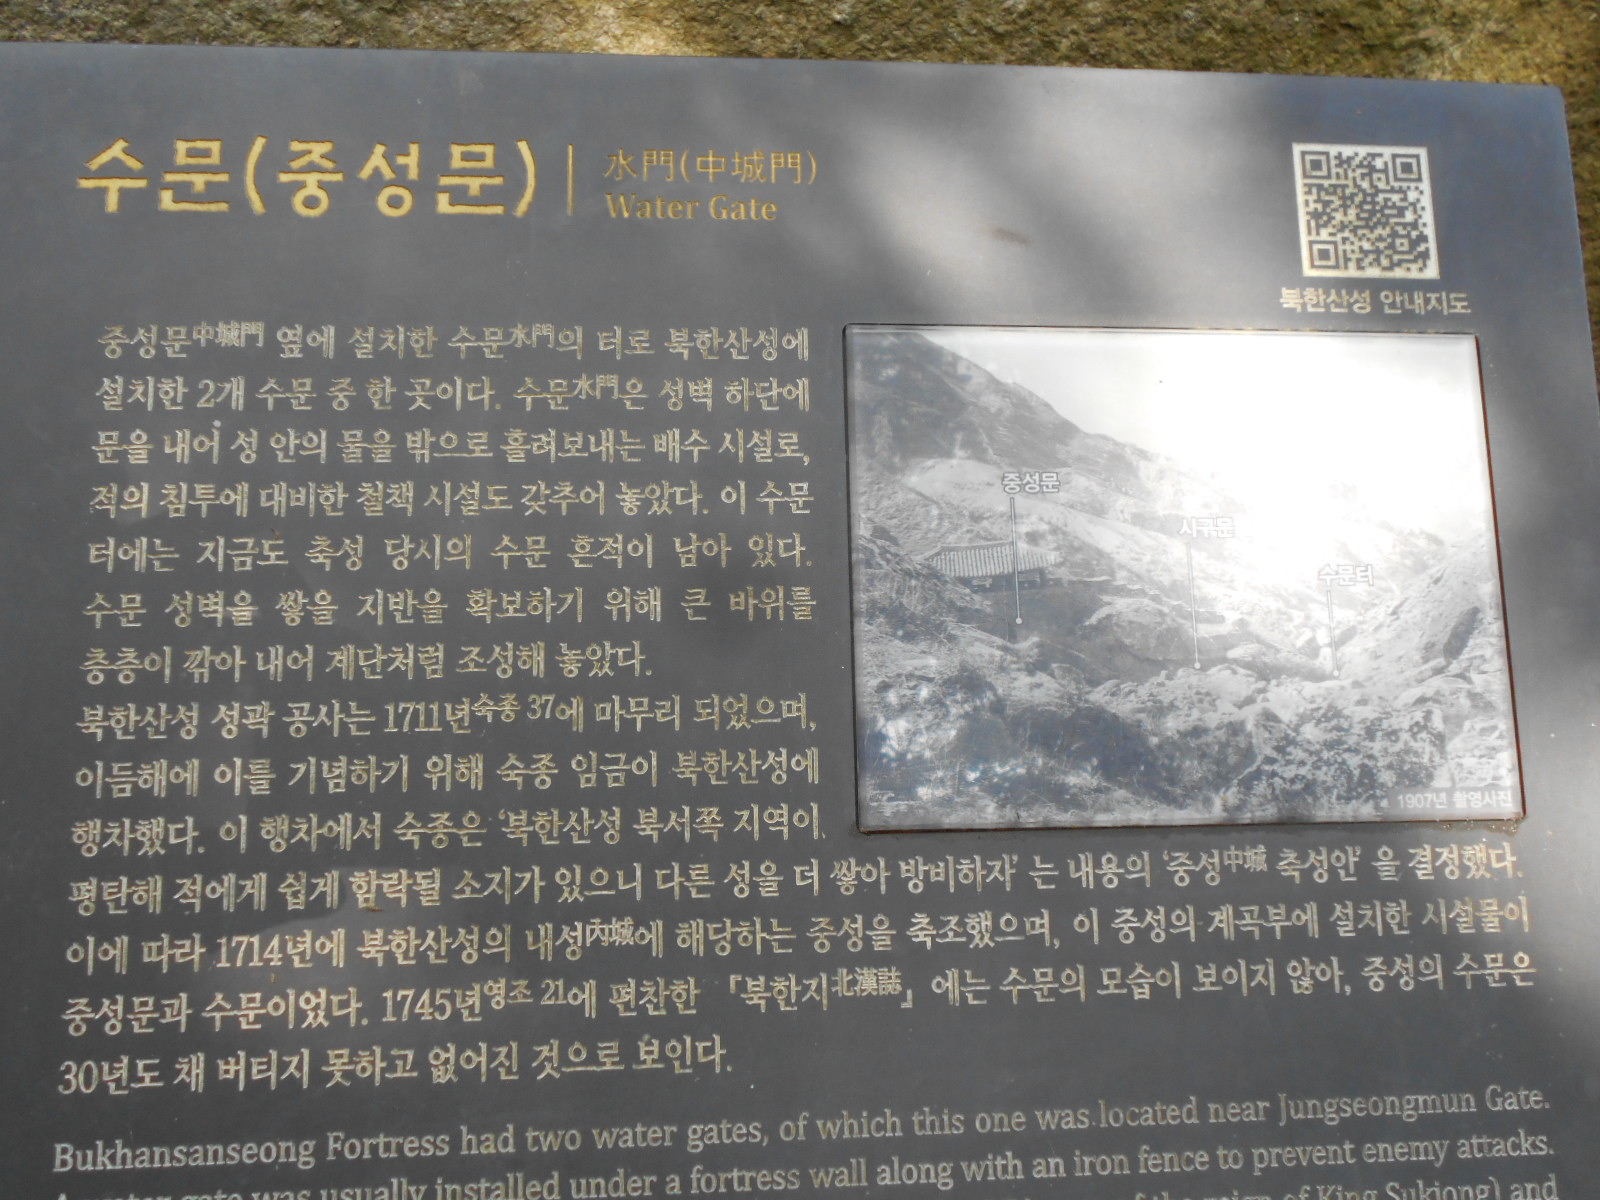 수문(중성문)
水門(中城門)
Water Gate
북한산성 안내지도
중성문中城門 옆에 설치한 수문水門의 터로 북한산성에
설치한 2개 수문 중 한 곳이다. 수문水門은 성벽 하단에
문을 내어 성 안의 물을 밖으로 흘려보내는 배수 시설로,
적의 침투에 대비한 철책 시설도 갖추어 놓았다. 이 수문
터에는 지금도 축성 당시의 수문 흔적이 남아 있다.
수문 성벽을 쌓을 지반을 확보하기 위해 큰 바위를
층층이 깎아 내어 계단처럼 조성해 놓았다.
북한산성 성곽 공사는 1711년숙종 37에 마무리 되었으며,
이듬해에 이를 기념하기 위해 숙종 임금이 북한산성에
행차했다. 이 행차에서 숙종은 ‘북한산성 북서쪽 지역이
평탄해 적에게 쉽게 함락될 소지가 있으니 다른 성을 더 쌓아 방비하자’ 는 내용의 ‘중성中城 축성안’ 을 결정했다.
이에 따라 1714년에 북한산성의 내성內城에 해당하는 중성을 축조했으며, 이 중성의 계곡부에 설치한 시설물이
중성문과 수문이었다. 1745년영조 21에 편찬한 『북한지北漢誌』에는 수문의 모습이 보이지 않아, 중성의 수문은
30년도 채 버티지 못하고 없어진 것으로 보인다.
중성문
시구문
수문터
1907년 촬영사진
Bukhansanseong Fortress had two water gates, of which this one was located near Jungseongmun Gate.
water gate was usually installed under a fortress wall along with an iron fence to prevent enemy attacks.
of the reign of King Sukjong) and